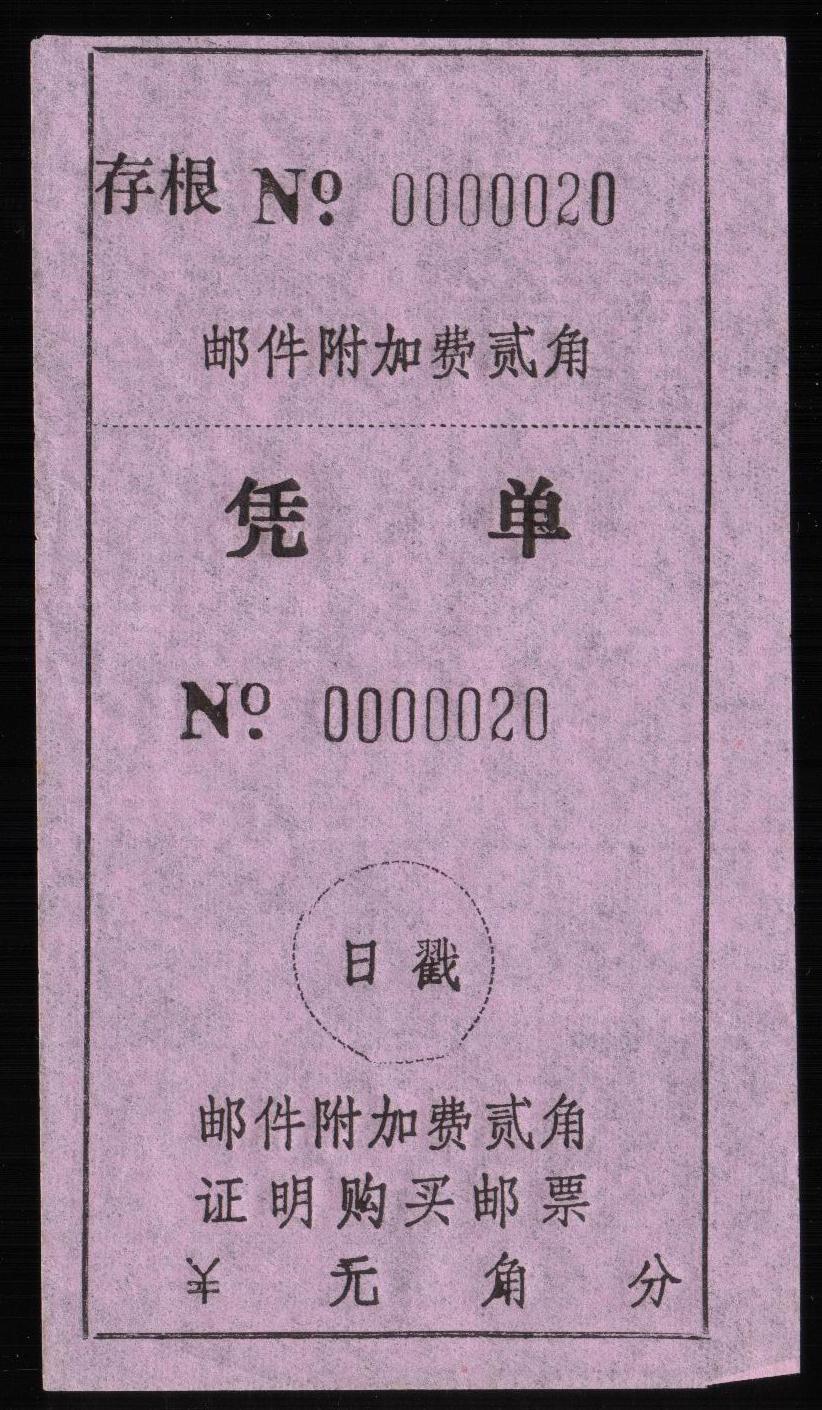 存根 Nº 0000020
邮件附加费贰角
凭 单
Nº 0000020
日戳
邮件附加费贰角
证明购买邮票
¥ 元 角 分